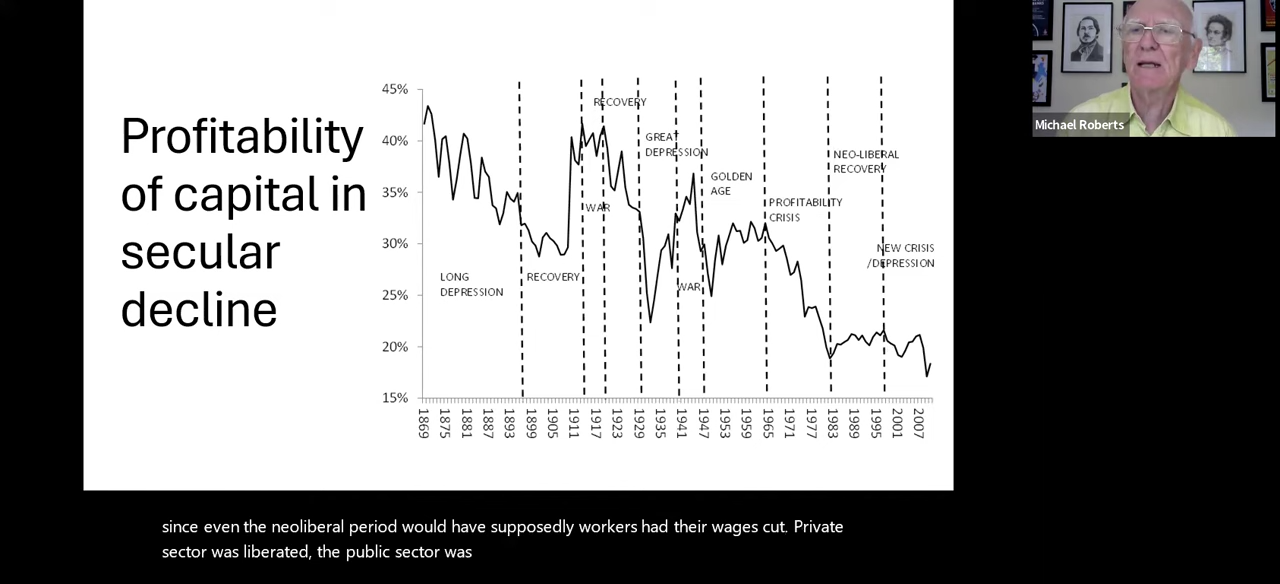 Profitability
of capital in
secular
decline
45%
40%
35%
30%
25%
20%
15%
RECOVERY
GREAT
DEPRESSION
NEO-LIBERAL
RECOVERY
GOLDEN
AGE
PROFITABILITY
CRISIS
WAR
NEW CRISIS
/DEPRESSION
LONG
DEPRESSION
RECOVERY
WAR
1869
1875
1881
1887
1893
1899
1905
1911
1917
1923
1929
1935
1941
1947
1953
1959
1965
1971
1977
1983
1989
1995
2001
2007
Michael Roberts
since even the neoliberal period would have supposedly workers had their wages cut. Private
sector was liberated, the public sector was